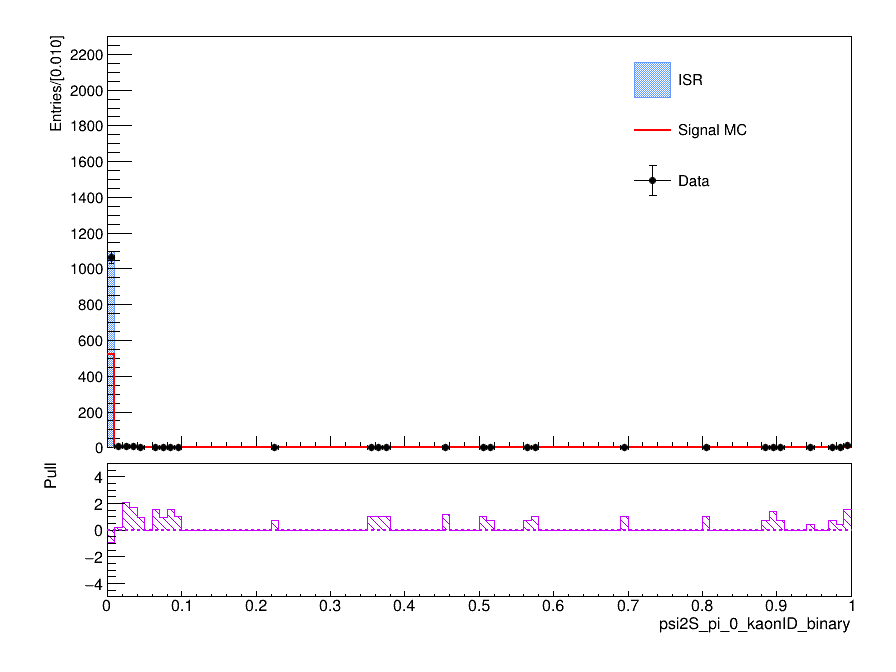 Entries/[0.010]
2200
2000
1800
1600
1400
1200
1000
800
600
400
200
0
ISR
Signal MC
Data
Pull
4
2
0
−2
−4
0 0.1 0.2 0.3 0.4 0.5 0.6 0.7 0.8 0.9 1
psi2S_pi_0_kaonID_binary